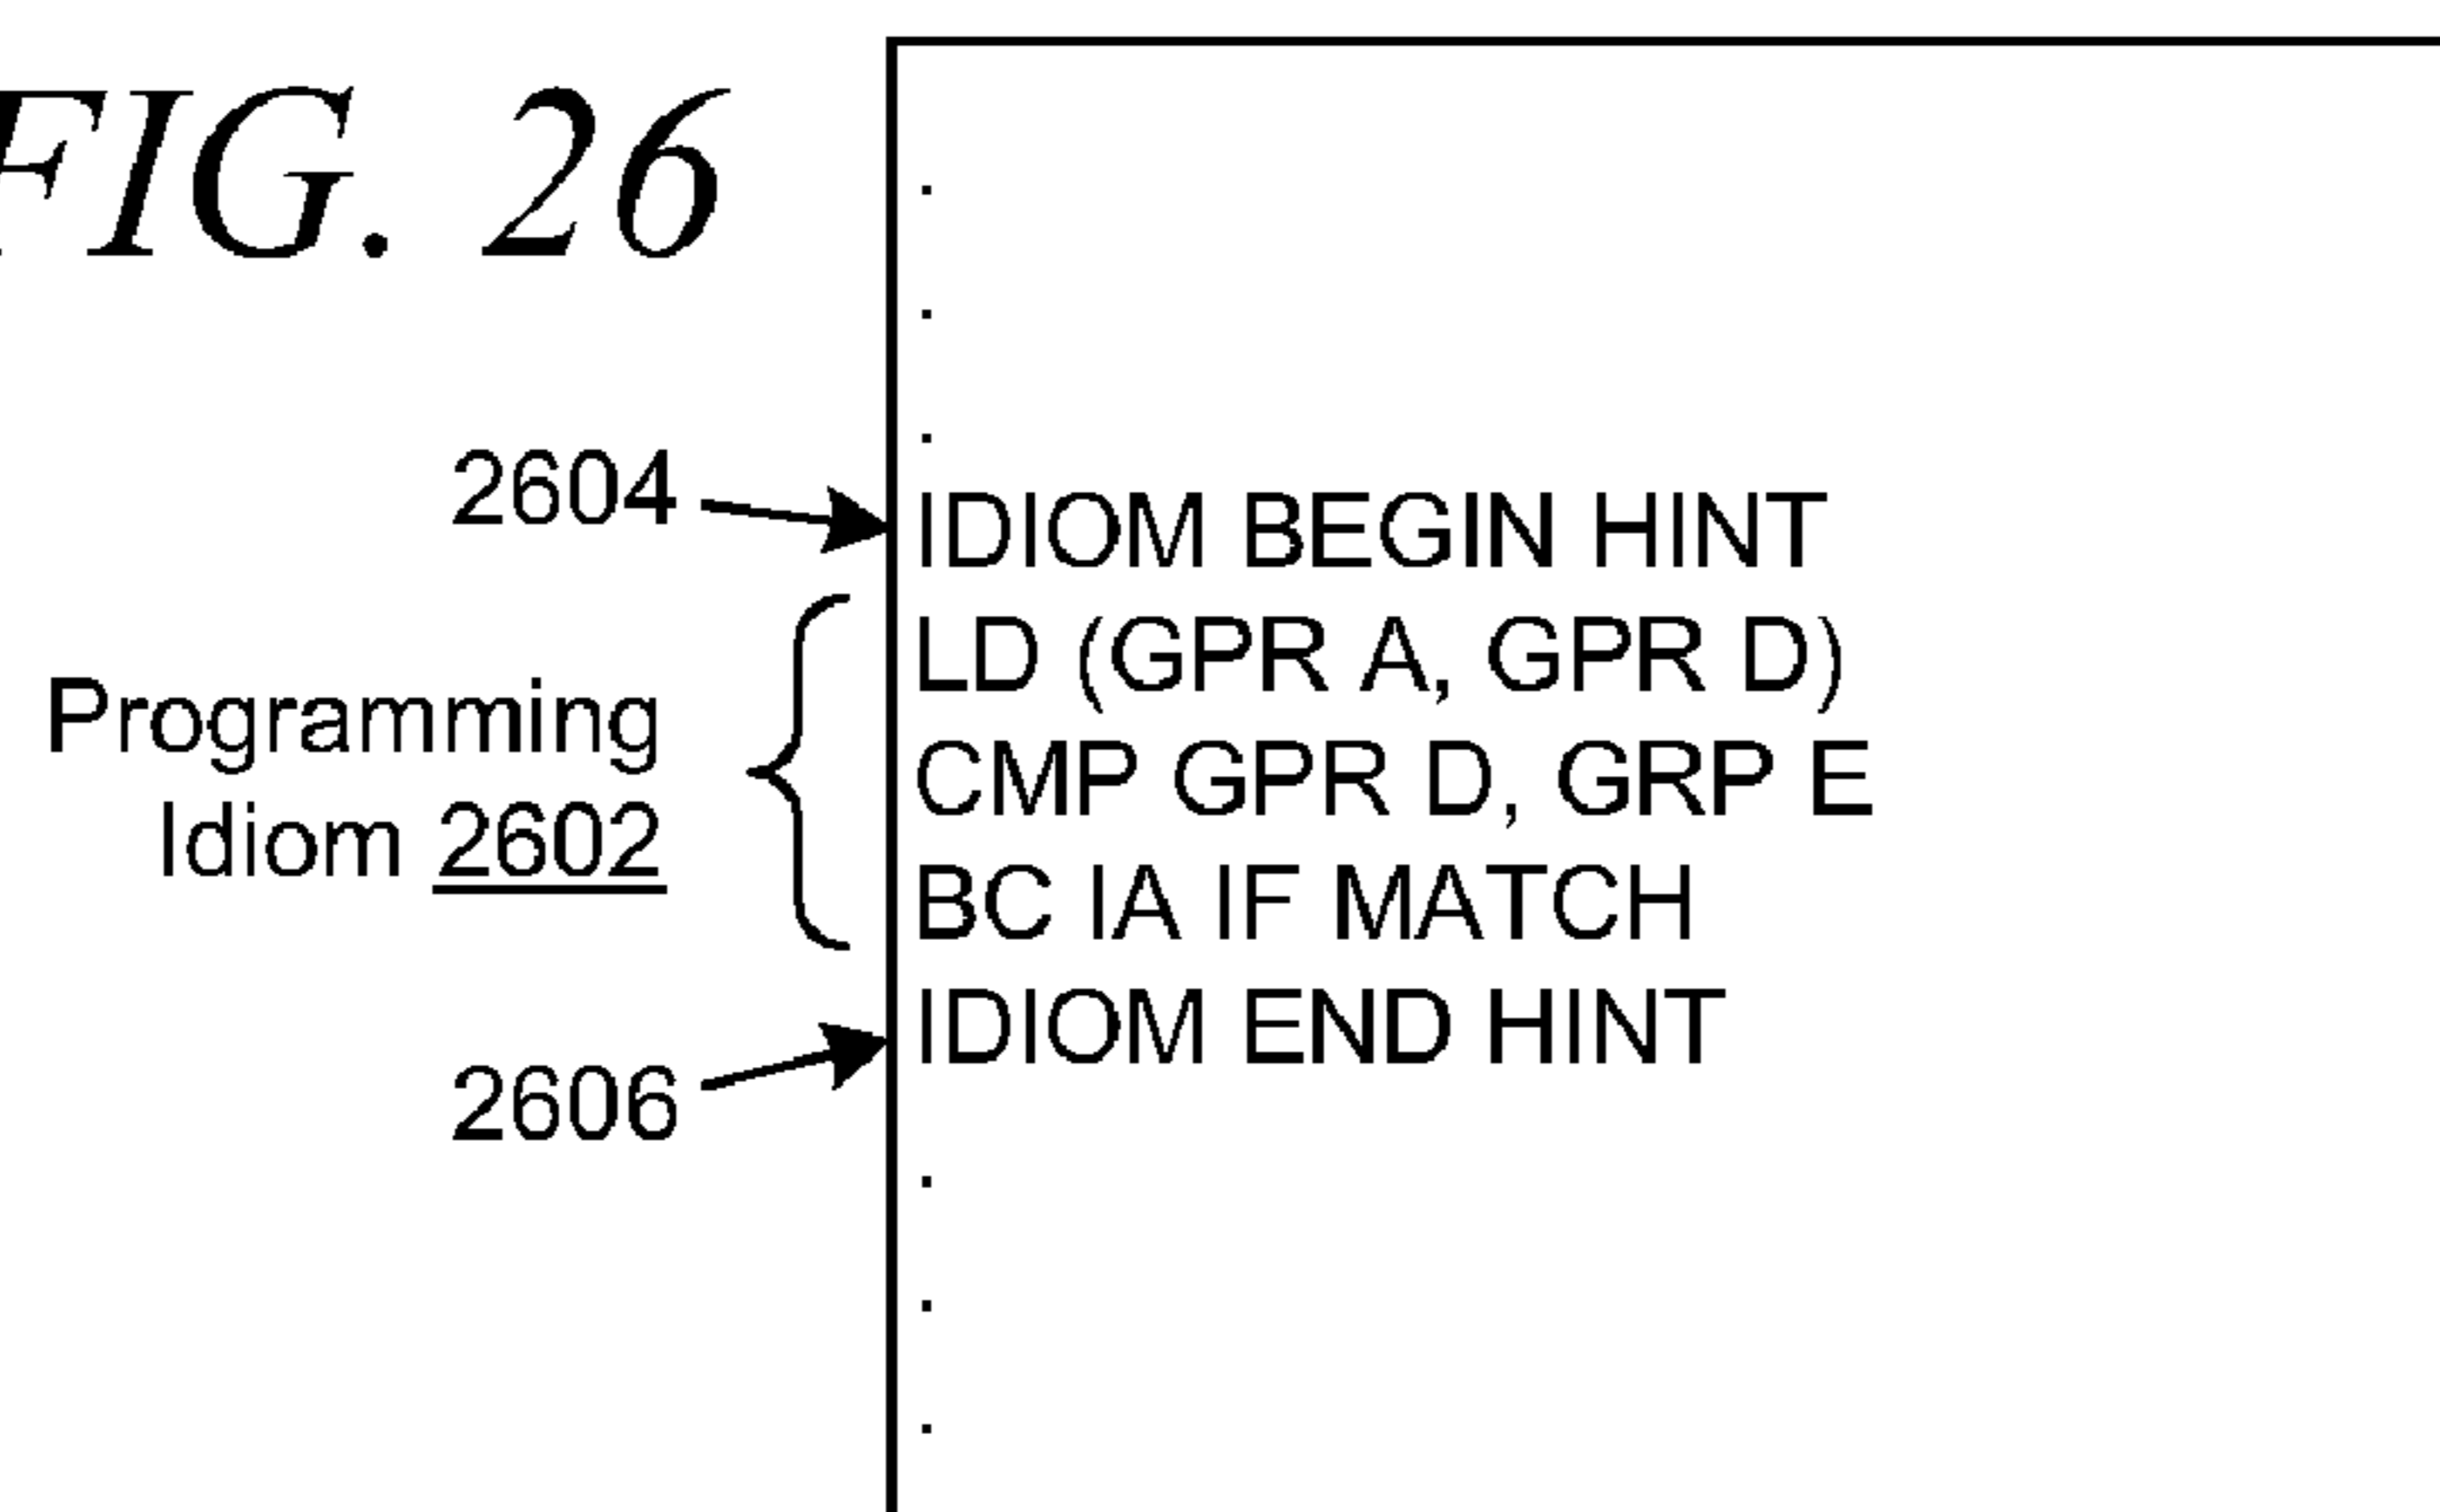 FIG. 26
.
.
.
2604
IDIOM BEGIN HINT
LD (GPR A, GPR D)
CMP GPR D, GRP E
BC IA IF MATCH
IDIOM END HINT
Programming
Idiom 2602
2606
.
.
.